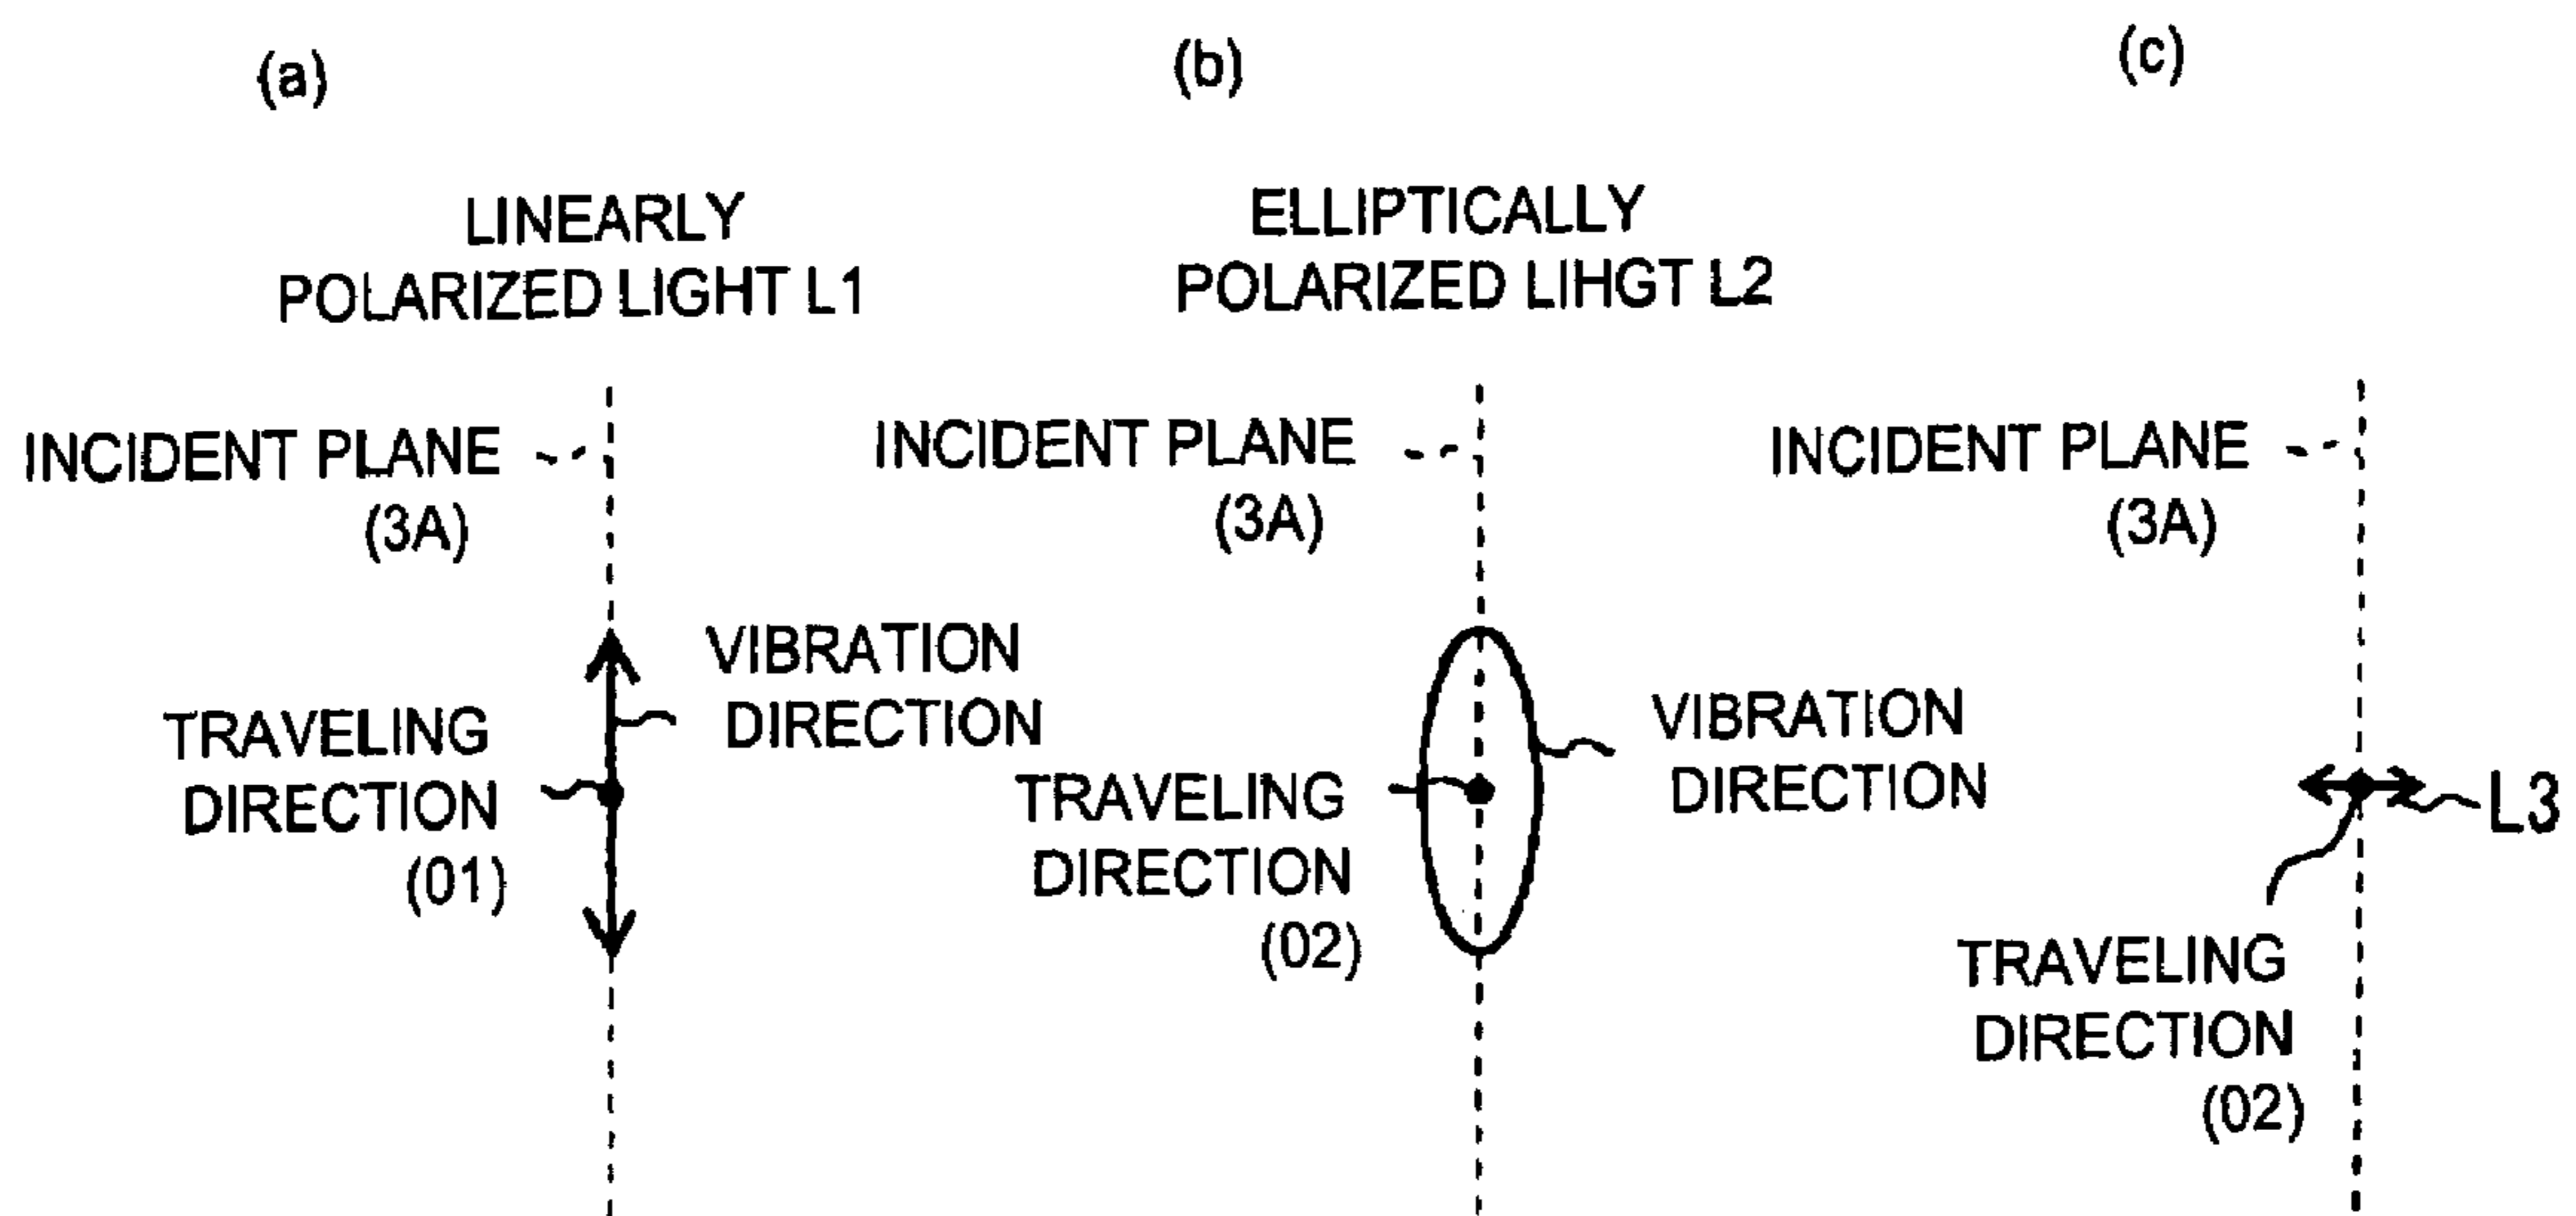 (a)
LINEARLY
POLARIZED LIGHT L1
INCIDENT PLANE
(3A)
VIBRATION
DIRECTION
TRAVELING
DIRECTION
(01)
(b)
ELLIPTICALLY
POLARIZED LIHGT L2
INCIDENT PLANE
(3A)
VIBRATION
DIRECTION
TRAVELING
DIRECTION
(02)
(c)
INCIDENT PLANE
(3A)
L3
TRAVELING
DIRECTION
(02)